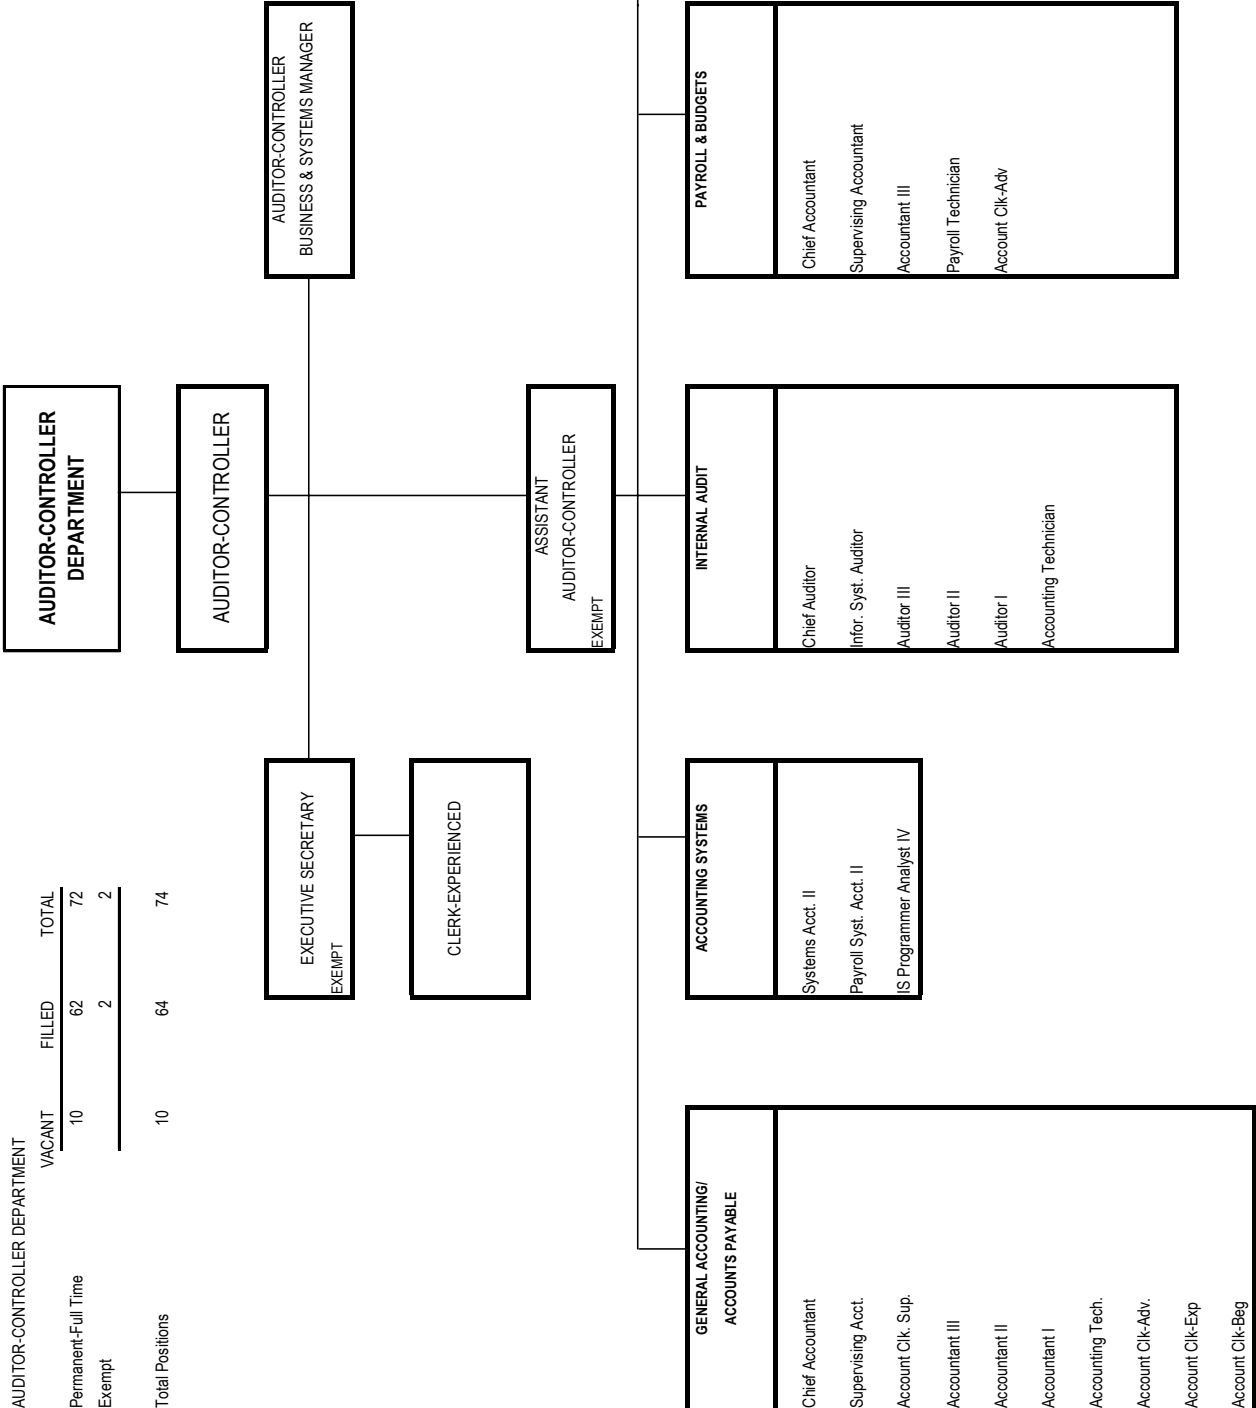 AUDITOR-CONTROLLER DEPARTMENT
VACANT FILLED TOTAL
Permanent-Full Time 10 62 72
Exempt 2 2
Total Positions 10 64 74
AUDITOR-CONTROLLER
DEPARTMENT
AUDITOR-CONTROLLER
EXECUTIVE SECRETARY
EXEMPT
AUDITOR-CONTROLLER
BUSINESS & SYSTEMS MANAGER
CLERK-EXPERIENCED
ASSISTANT
AUDITOR-CONTROLLER
EXEMPT
GENERAL ACCOUNTING/
ACCOUNTS PAYABLE
Chief Accountant
Supervising Acct.
Account Clk. Sup.
Accountant III
Accountant II
Accountant I
Accounting Tech.
Account Clk-Adv.
Account Clk-Exp
Account Clk-Beg
ACCOUNTING SYSTEMS
Systems Acct. II
Payroll Syst. Acct. II
IS Programmer Analyst IV
INTERNAL AUDIT
Chief Auditor
Infor. Syst. Auditor
Auditor III
Auditor II
Auditor I
Accounting Technician
PAYROLL & BUDGETS
Chief Accountant
Supervising Accountant
Accountant III
Payroll Technician
Account Clk-Adv